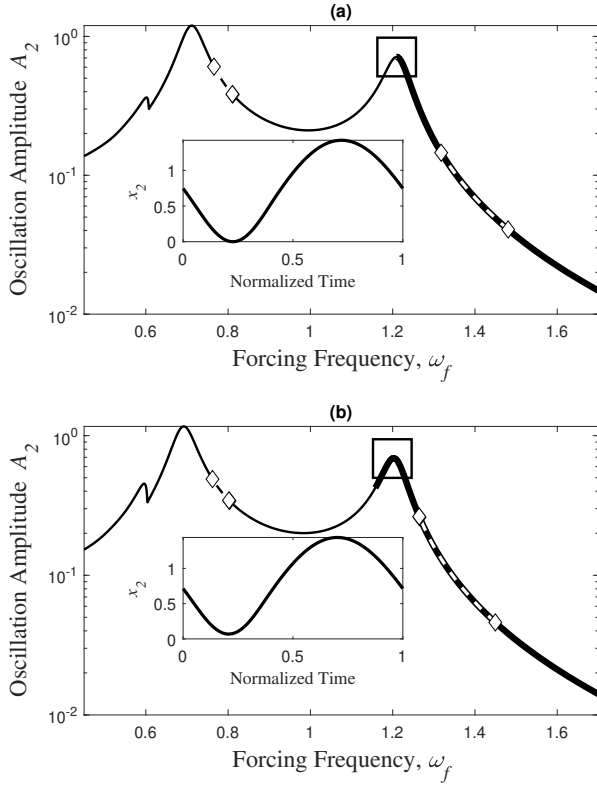 (a)
10^0
10^{-1}
10^{-2}
Oscillation Amplitude A_2
1
0.5
0
x_2
0 0.5 1
Normalized Time
0.6 0.8 1 1.2 1.4 1.6
Forcing Frequency, ω_f
(b)
10^0
10^{-1}
10^{-2}
Oscillation Amplitude A_2
1
0.5
0
x_2
0 0.5 1
Normalized Time
0.6 0.8 1 1.2 1.4 1.6
Forcing Frequency, ω_f